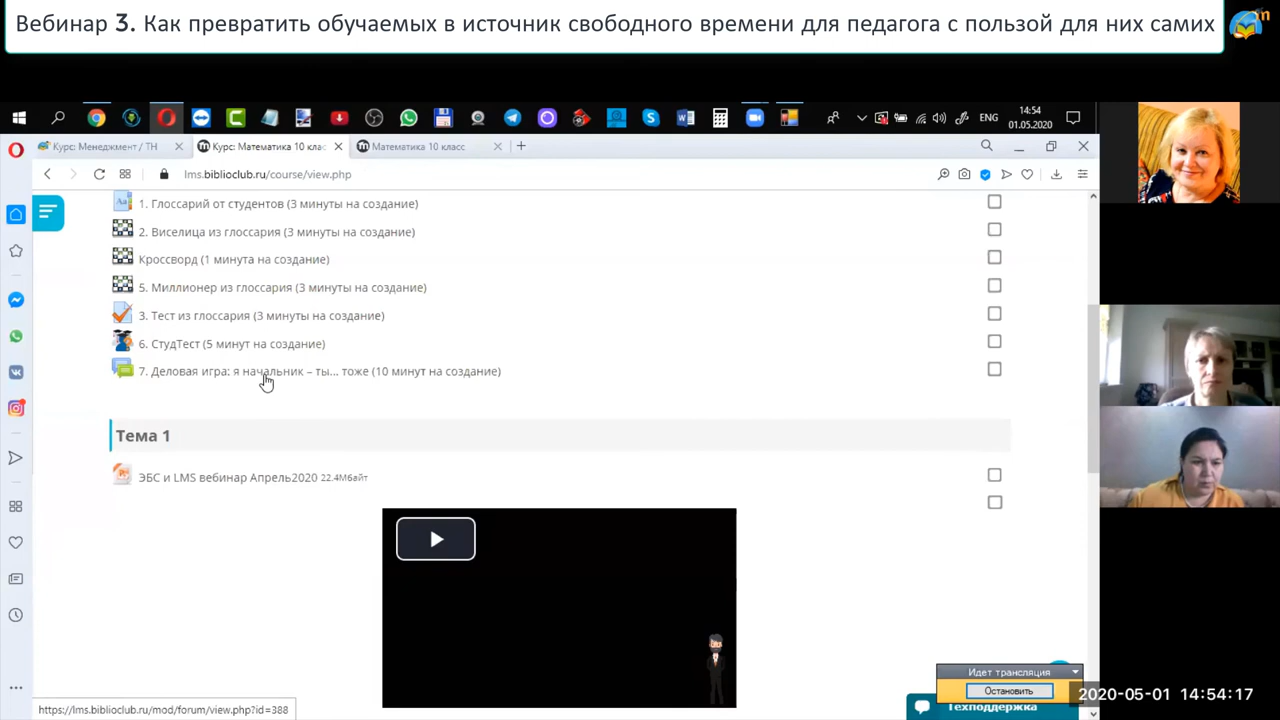 Вебинар 3. Как превратить обучаемых в источник свободного времени для педагога с пользой для них самих
14:54
ENG
01.05.2020
Курс: Менеджмент / ТН
Курс: Математика 10 клас
Математика 10 класс
lms.biblioclub.ru/course/view.php
1. Глоссарий от студентов (3 минуты на создание)
2. Виселица из глоссария (3 минуты на создание)
Кроссворд (1 минута на создание)
5. Миллионер из глоссария (3 минуты на создание)
3. Тест из глоссария (3 минуты на создание)
6. СтудТест (5 минут на создание)
7. Деловая игра: я начальник – ты... тоже (10 минут на создание)
Тема 1
ЭБС и LMS вебинар Апрель2020 22.4Мбайт
Идет трансляция
Остановить
2020-05-01 14:54:17
Техподдержка
https://lms.biblioclub.ru/mod/forum/view.php?id=388